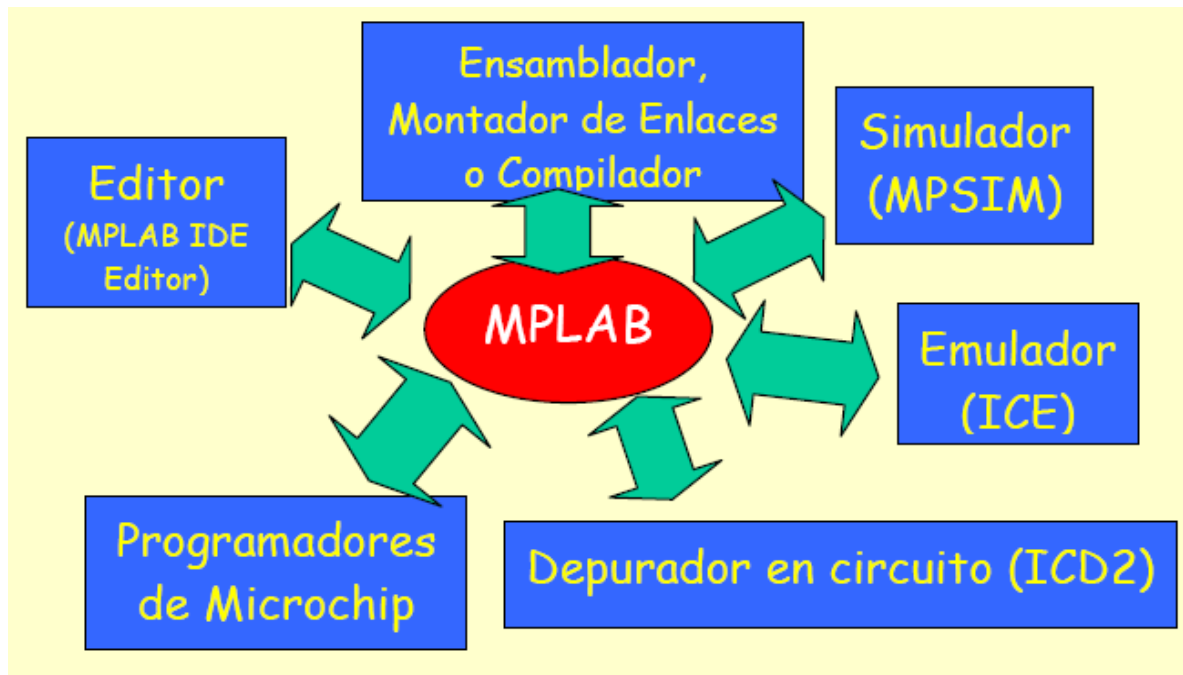 Ensamblador,
Montador de Enlaces
o Compilador
Simulador
(MPSIM)
Editor
(MPLAB IDE
Editor)
MPLAB
Emulador
(ICE)
Programadores
de Microchip
Depurador en circuito (ICD2)